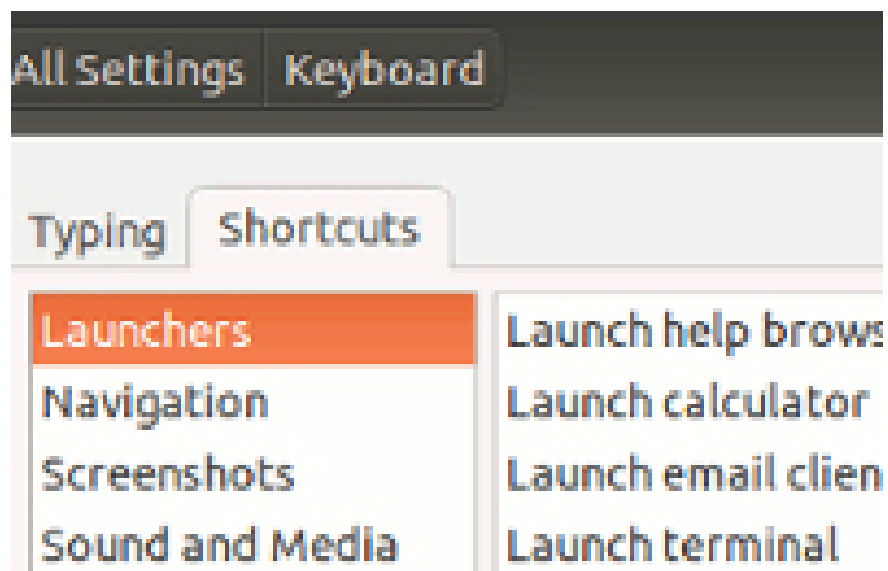 All Settings Keyboard
Typing Shortcuts
Launchers
Navigation
Screenshots
Sound and Media
Launch help brows
Launch calculator
Launch email clien
Launch terminal